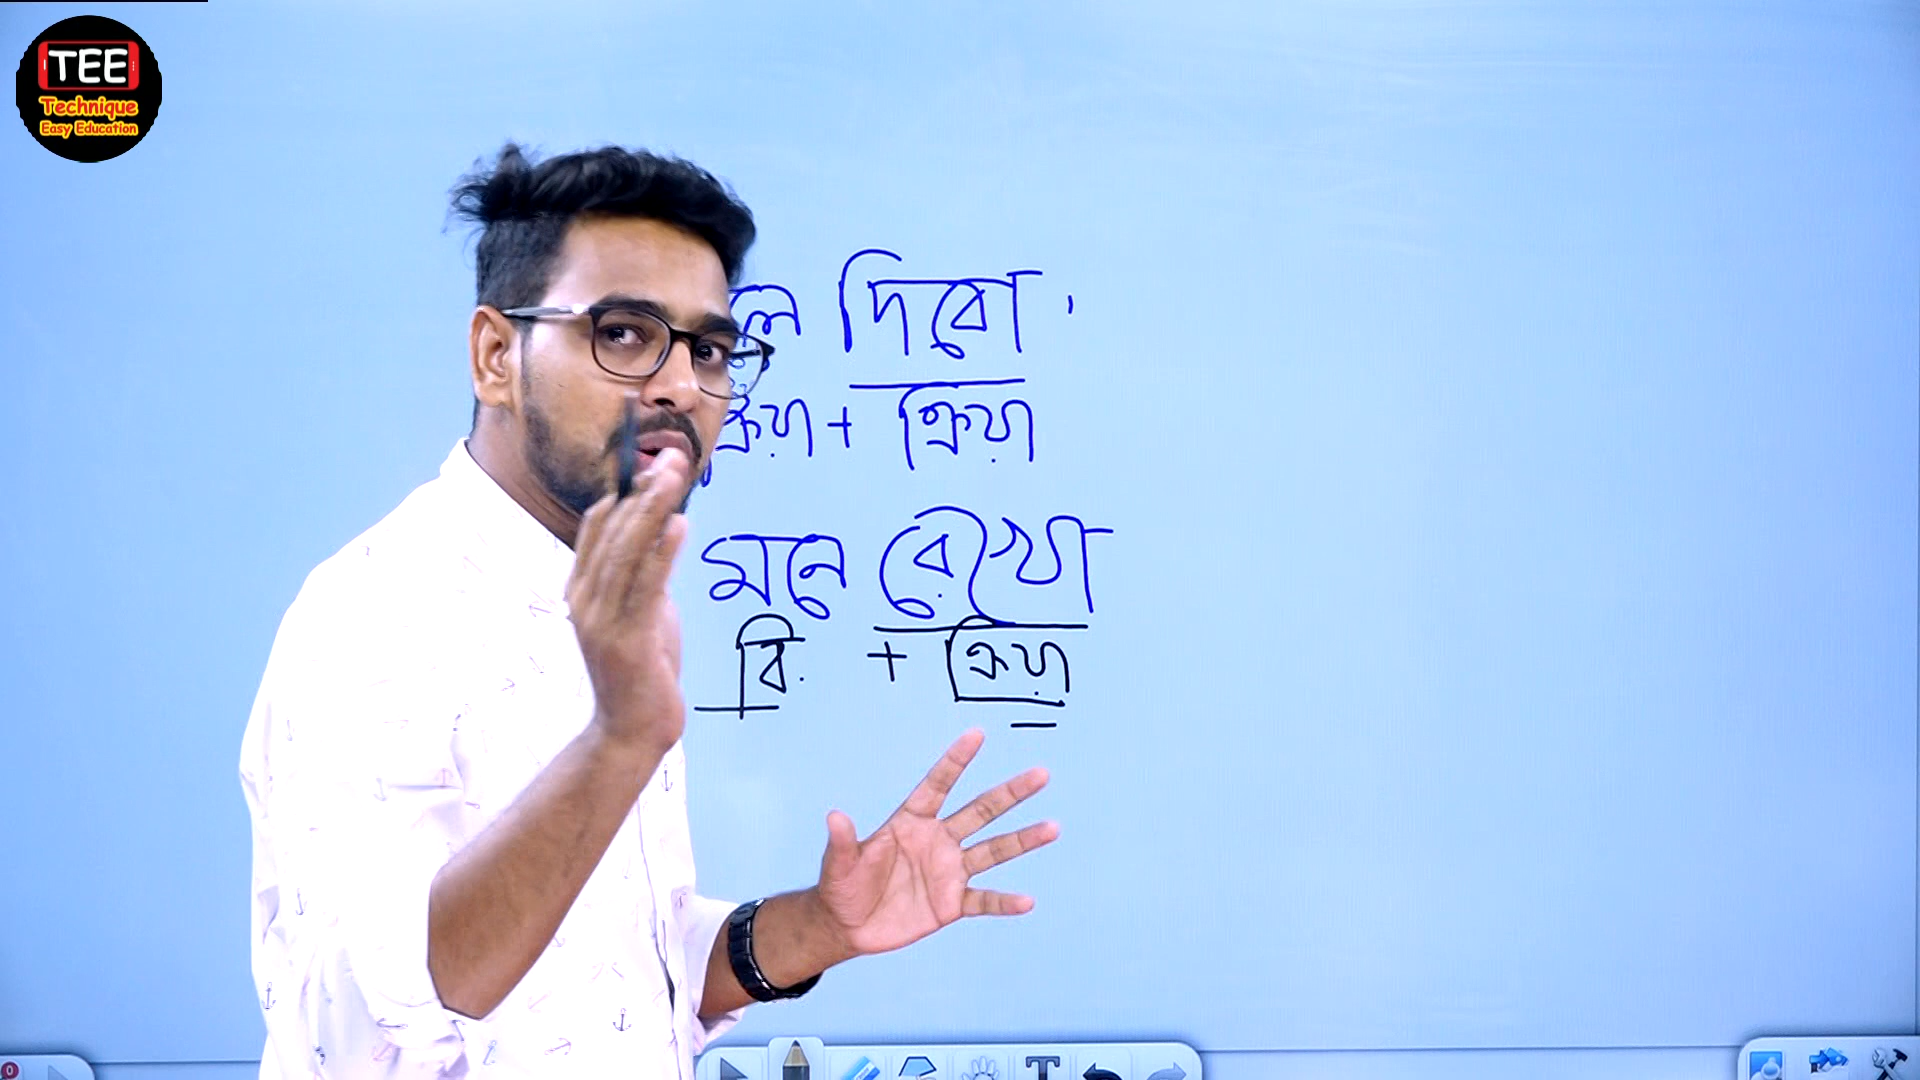 TEE
Technique
Easy Education
দিবো
+ ক্রিয়া
মনে রেখো
বি. + ক্রিয়া